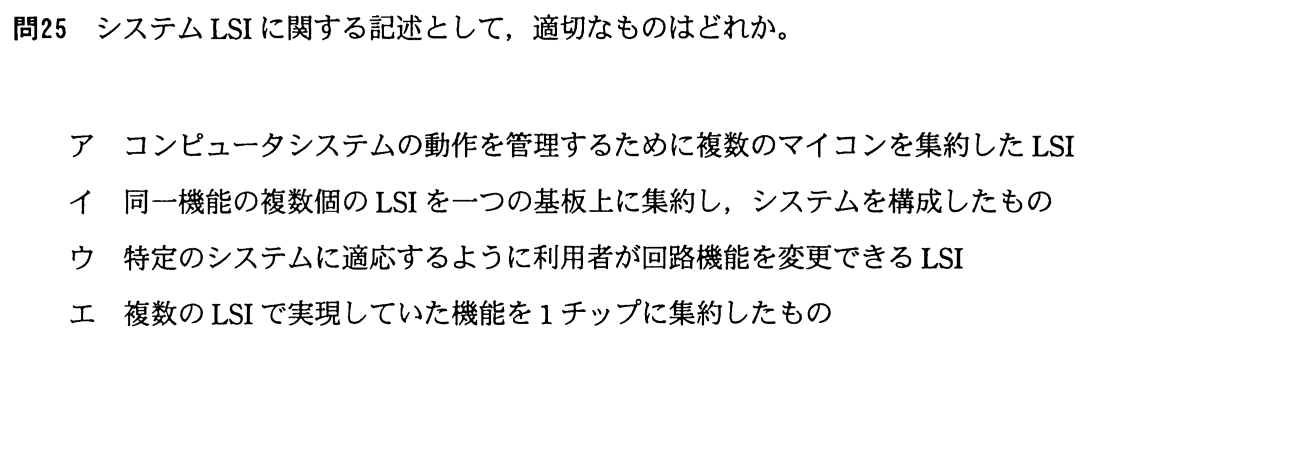 問25 システム LSI に関する記述として，適切なものはどれか。
ア コンピュータシステムの動作を管理するために複数のマイコンを集約した LSI
イ 同一機能の複数個の LSI を一つの基板上に集約し，システムを構成したもの
ウ 特定のシステムに適応するように利用者が回路機能を変更できる LSI
エ 複数の LSI で実現していた機能を 1 チップに集約したもの